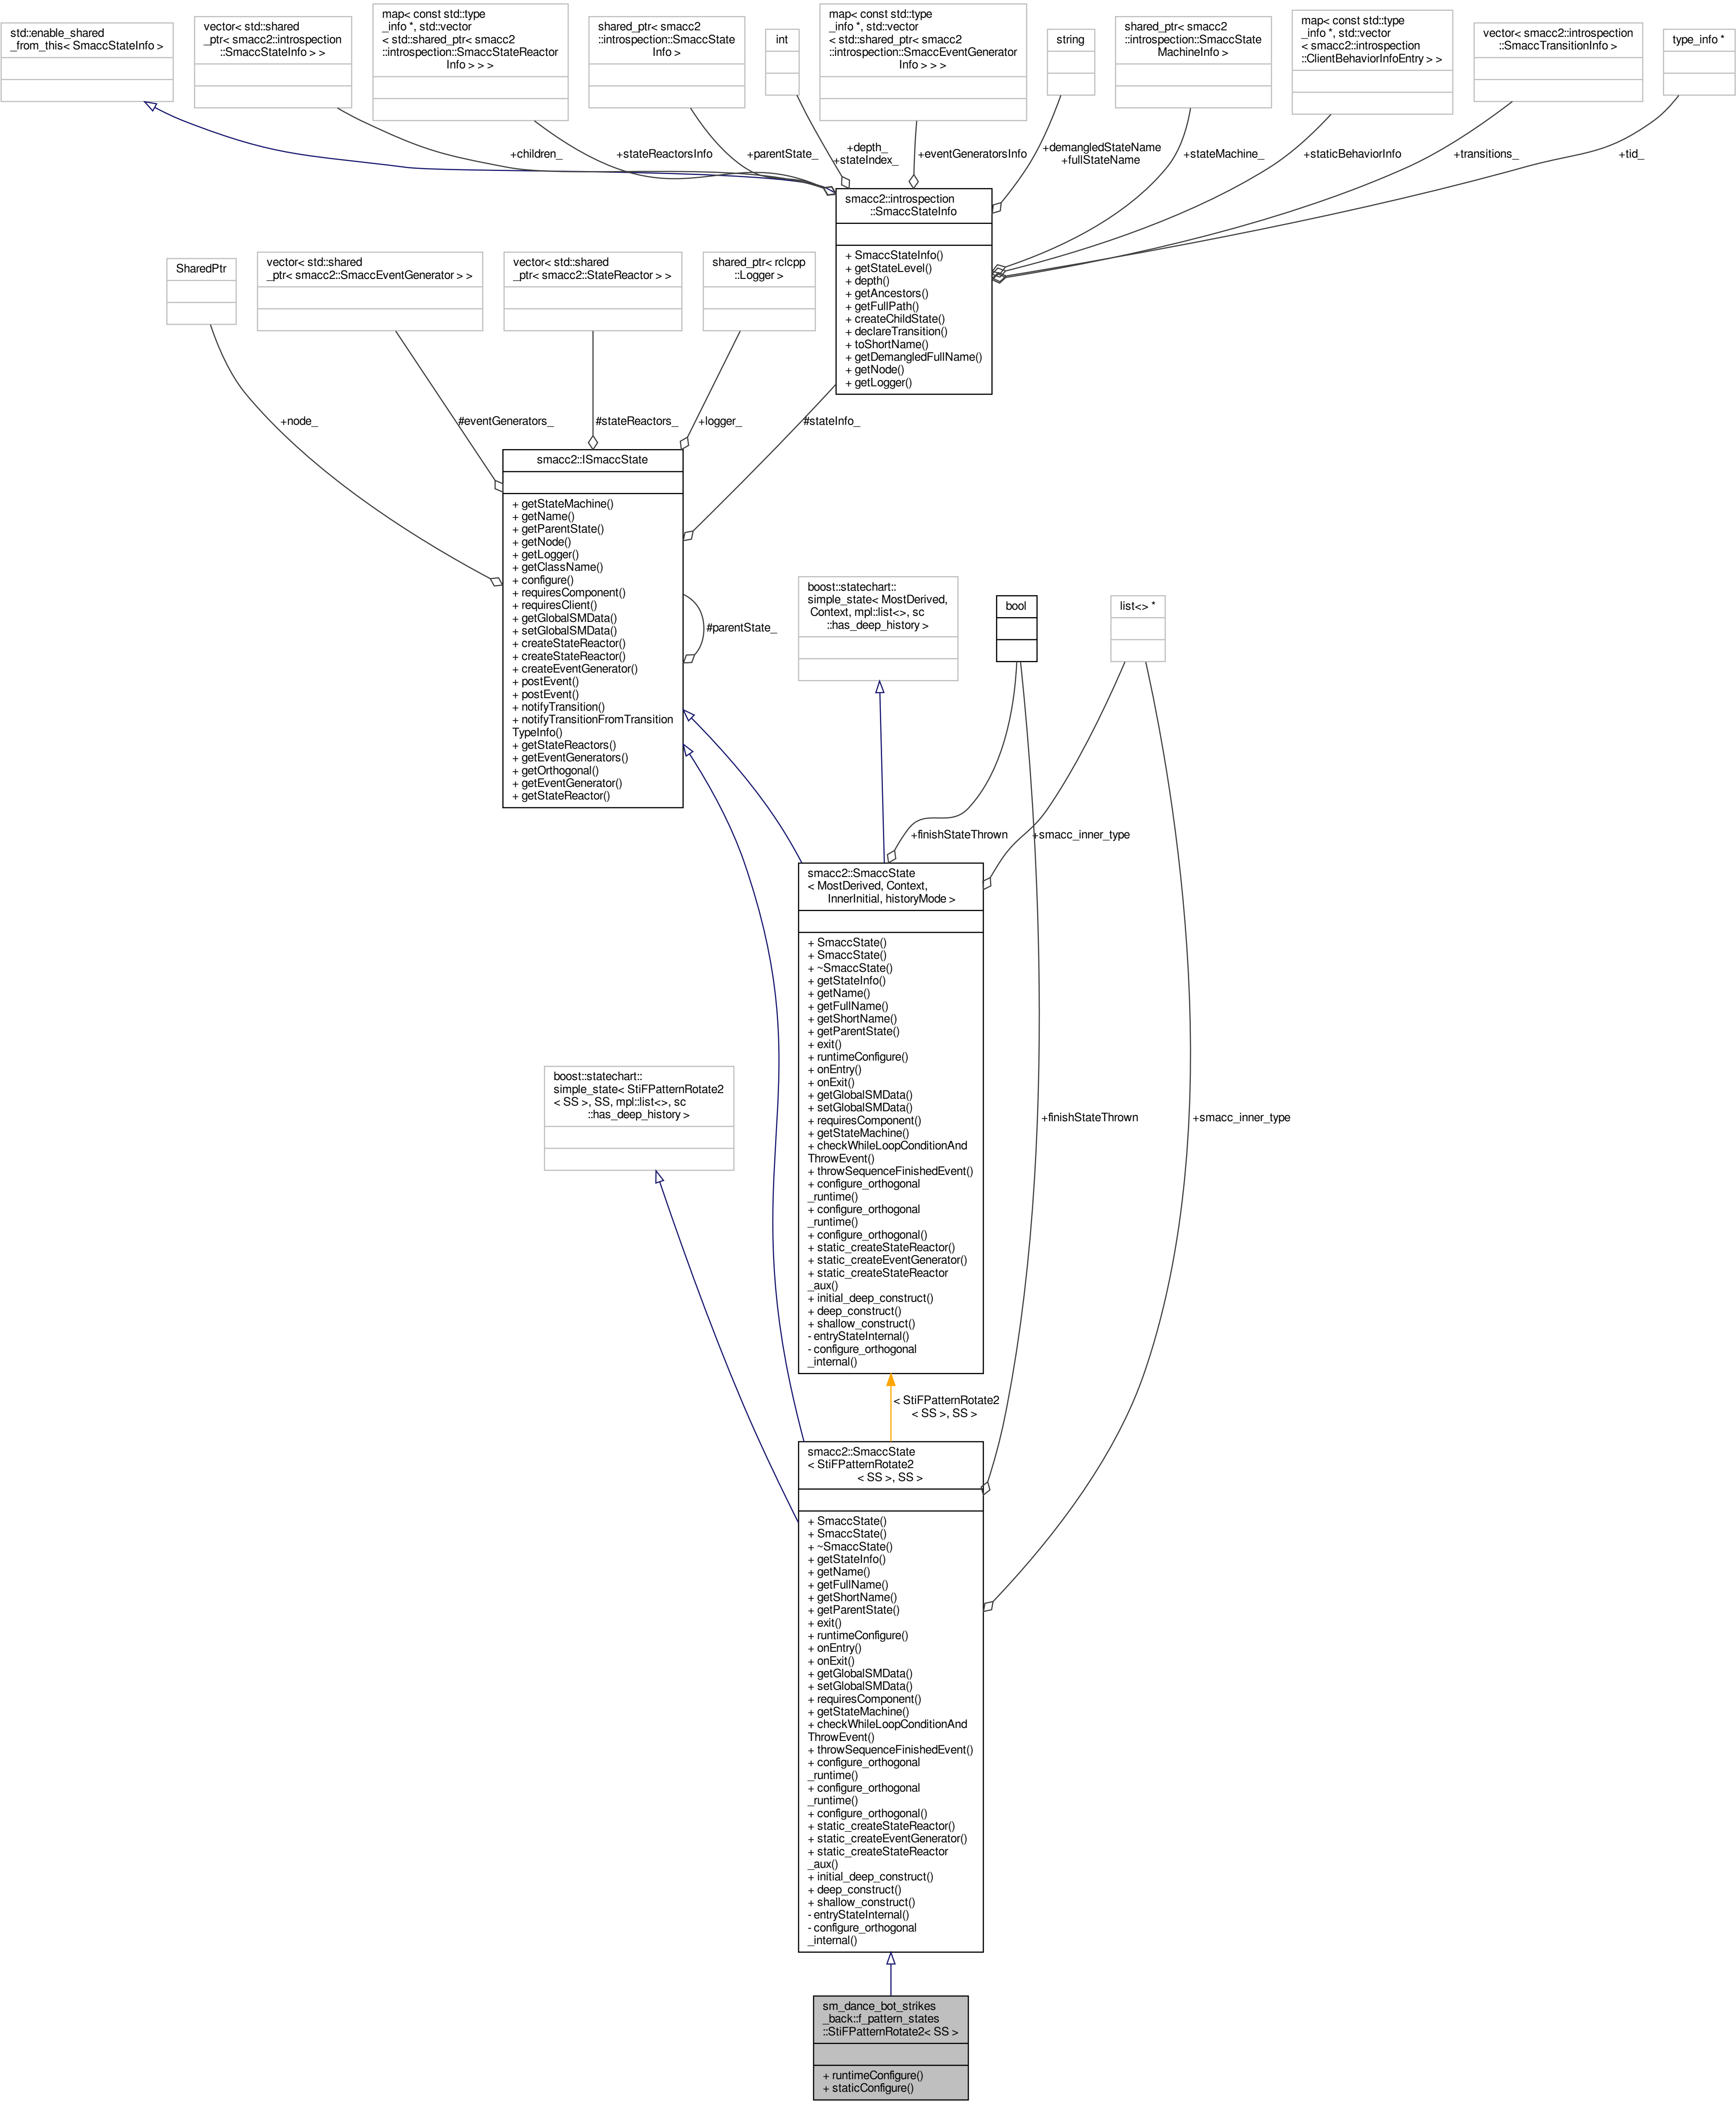 std::enable_shared
_from_this< SmaccStateInfo >
vector< std::shared
_ptr< smacc2::introspection
::SmaccStateInfo > >
map< const std::type
_info *, std::vector
< std::shared_ptr< smacc2
::introspection::SmaccStateReactor
Info > > >
shared_ptr< smacc2
::introspection::SmaccState
Info >
int
map< const std::type
_info *, std::vector
< std::shared_ptr< smacc2
::introspection::SmaccEventGenerator
Info > > >
string
shared_ptr< smacc2
::introspection::SmaccState
MachineInfo >
map< const std::type
_info *, std::vector
< smacc2::introspection
::ClientBehaviorInfoEntry > >
vector< smacc2::introspection
::SmaccTransitionInfo >
type_info *
+children_
+stateReactorsInfo
+parentState_
+depth_
+stateIndex_
+eventGeneratorsInfo
+demangledStateName
+fullStateName
+stateMachine_
+staticBehaviorInfo
+transitions_
+tid_
smacc2::introspection
::SmaccStateInfo
+ SmaccStateInfo()
+ getStateLevel()
+ depth()
+ getAncestors()
+ getFullPath()
+ createChildState()
+ declareTransition()
+ toShortName()
+ getDemangledFullName()
+ getNode()
+ getLogger()
SharedPtr
vector< std::shared
_ptr< smacc2::SmaccEventGenerator > >
vector< std::shared
_ptr< smacc2::StateReactor > >
shared_ptr< rclcpp
::Logger >
+node_
#eventGenerators_
#stateReactors_
+logger_
#stateInfo_
smacc2::ISmaccState
+ getStateMachine()
+ getName()
+ getParentState()
+ getNode()
+ getLogger()
+ getClassName()
+ configure()
+ requiresComponent()
+ requiresClient()
+ getGlobalSMData()
+ setGlobalSMData()
+ createStateReactor()
+ createStateReactor()
+ createEventGenerator()
+ postEvent()
+ postEvent()
+ notifyTransition()
+ notifyTransitionFromTransition
TypeInfo()
+ getStateReactors()
+ getEventGenerators()
+ getOrthogonal()
+ getEventGenerator()
+ getStateReactor()
#parentState_
boost::statechart::
simple_state< MostDerived,
Context, mpl::list<>, sc
::has_deep_history >
bool
list<> *
+finishStateThrown
+smacc_inner_type
smacc2::SmaccState
< MostDerived, Context,
InnerInitial, historyMode >
+ SmaccState()
+ SmaccState()
+ ~SmaccState()
+ getStateInfo()
+ getName()
+ getFullName()
+ getShortName()
+ getParentState()
+ exit()
+ runtimeConfigure()
+ onEntry()
+ onExit()
+ getGlobalSMData()
+ setGlobalSMData()
+ requiresComponent()
+ getStateMachine()
+ checkWhileLoopConditionAnd
ThrowEvent()
+ throwSequenceFinishedEvent()
+ configure_orthogonal
_runtime()
+ configure_orthogonal
_runtime()
+ configure_orthogonal()
+ static_createStateReactor()
+ static_createEventGenerator()
+ static_createStateReactor
_aux()
+ initial_deep_construct()
+ deep_construct()
+ shallow_construct()
- entryStateInternal()
- configure_orthogonal
_internal()
boost::statechart::
simple_state< StiFPatternRotate2
< SS >, SS, mpl::list<>, sc
::has_deep_history >
+finishStateThrown
+smacc_inner_type
< StiFPatternRotate2
< SS >, SS >
smacc2::SmaccState
< StiFPatternRotate2
< SS >, SS >
+ SmaccState()
+ SmaccState()
+ ~SmaccState()
+ getStateInfo()
+ getName()
+ getFullName()
+ getShortName()
+ getParentState()
+ exit()
+ runtimeConfigure()
+ onEntry()
+ onExit()
+ getGlobalSMData()
+ setGlobalSMData()
+ requiresComponent()
+ getStateMachine()
+ checkWhileLoopConditionAnd
ThrowEvent()
+ throwSequenceFinishedEvent()
+ configure_orthogonal
_runtime()
+ configure_orthogonal
_runtime()
+ configure_orthogonal()
+ static_createStateReactor()
+ static_createEventGenerator()
+ static_createStateReactor
_aux()
+ initial_deep_construct()
+ deep_construct()
+ shallow_construct()
- entryStateInternal()
- configure_orthogonal
_internal()
sm_dance_bot_strikes
_back::f_pattern_states
::StiFPatternRotate2< SS >
+ runtimeConfigure()
+ staticConfigure()